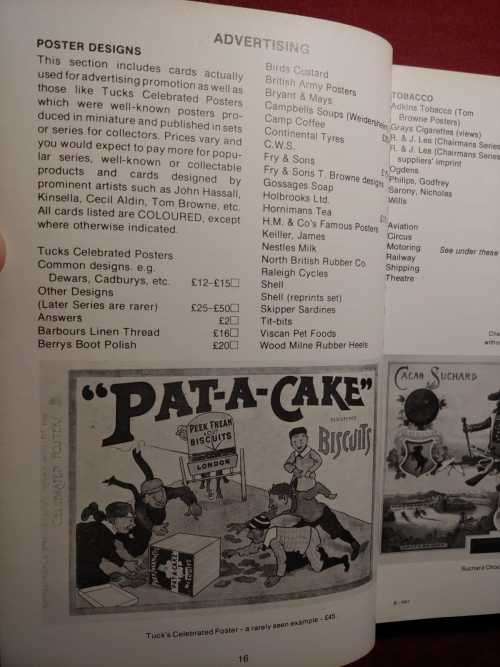 ADVERTISING
POSTER DESIGNS
This section includes cards actually
used for advertising promotion as well as
those like Tucks Celebrated Posters
which were well-known posters pro-
duced in miniature and published in sets
or series for collectors. Prices vary and
you would expect to pay more for popu-
lar series, well-known or collectable
products and cards designed by
prominent artists such as John Hassall,
Kinsella, Cecil Aldin, Tom Browne, etc.
All cards listed are COLOURED, except
where otherwise indicated.
Tucks Celebrated Posters
Common designs. e.g.
Dewars, Cadburys, etc. £12-£15
Other Designs
(Later Series are rarer) £25-£50
Answers £2
Barbours Linen Thread £16
Berrys Boot Polish £20
Birds Custard
British Army Posters
Bryant & Mays
Campbells Soups (Weidersheim
Camp Coffee
Continental Tyres
C.W.S.
Fry & Sons
Fry & Sons T. Browne designs
Gossages Soap
Holbrooks Ltd.
Hornimans Tea
H.M. & Co's Famous Posters
Keiller, James
Nestles Milk
North British Rubber Co.
Raleigh Cycles
Shell
Shell (reprints set)
Skipper Sardines
Tit-bits
Viscan Pet Foods
Wood Milne Rubber Heels
"PAT-A-CAKE"
BISCUITS
PEEK FREAN
BISCUITS
LONDON
CELEBRATED POSTERS
Tuck's Celebrated Poster - a rarely seen example - £45.
16
TOBACCO
Adkins Tobacco (Tom
Browne Posters)
Grays Cigarettes (views)
R. & J. Lea (Chairmans Series
R. & J. Lea (Chairmans Series
suppliers' imprint
Ogdens
Philips, Godfrey
Sarony, Nicholas
Wills
Aviation
Circus
Motoring
Railway
Shipping
Theatre
See under these
witho
CACAO SUCHARD
Suchard Choc